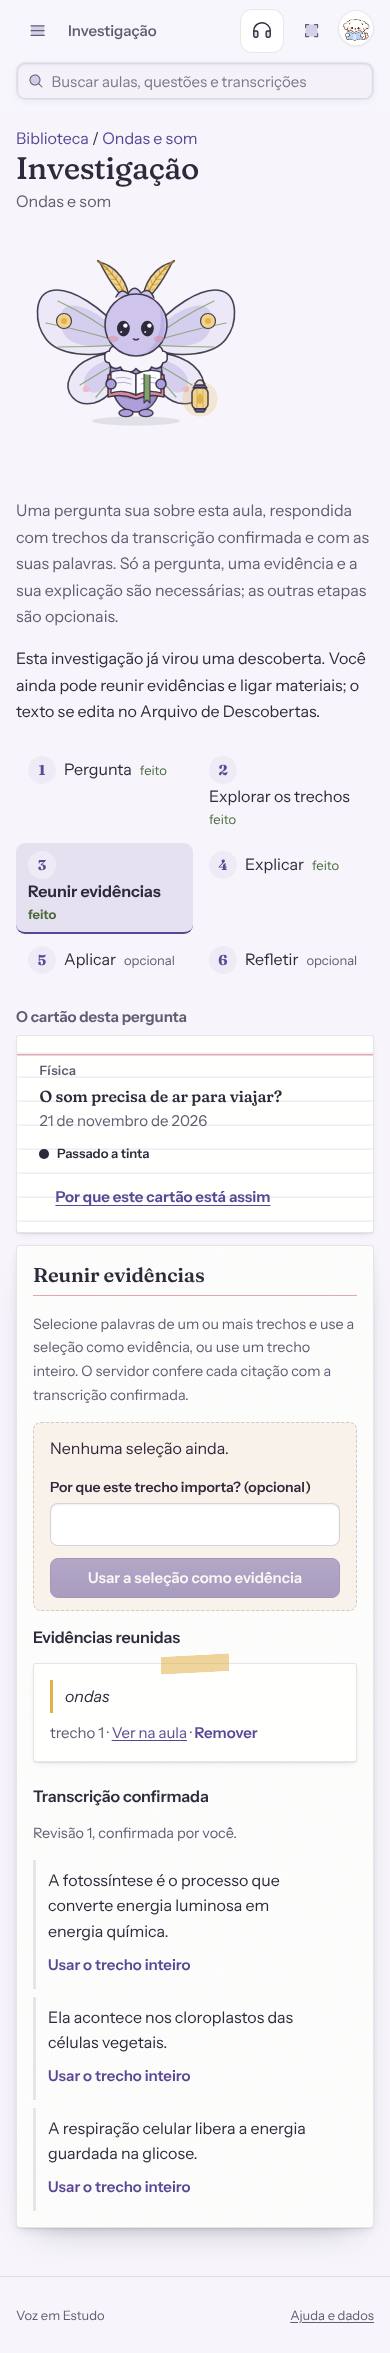 Investigação
Buscar aulas, questões e transcrições
Biblioteca / Ondas e som
Investigação
Ondas e som
Uma pergunta sua sobre esta aula, respondida
com trechos da transcrição confirmada e com as
suas palavras. Só a pergunta, uma evidência e a
sua explicação são necessárias; as outras etapas
são opcionais.
Esta investigação já virou uma descoberta. Você
ainda pode reunir evidências e ligar materiais; o
texto se edita no Arquivo de Descobertas.
1 Pergunta feito
2
Explorar os trechos
feito
3
Reunir evidências
feito
4 Explicar feito
5 Aplicar opcional
6 Refletir opcional
O cartão desta pergunta
Física
O som precisa de ar para viajar?
21 de novembro de 2026
Passado a tinta
Por que este cartão está assim
Reunir evidências
Selecione palavras de um ou mais trechos e use a
seleção como evidência, ou use um trecho
inteiro. O servidor confere cada citação com a
transcrição confirmada.
Nenhuma seleção ainda.
Por que este trecho importa? (opcional)
Usar a seleção como evidência
Evidências reunidas
ondas
trecho 1 · Ver na aula · Remover
Transcrição confirmada
Revisão 1, confirmada por você.
A fotossíntese é o processo que
converte energia luminosa em
energia química.
Usar o trecho inteiro
Ela acontece nos cloroplastos das
células vegetais.
Usar o trecho inteiro
A respiração celular libera a energia
guardada na glicose.
Usar o trecho inteiro
Voz em Estudo
Ajuda e dados